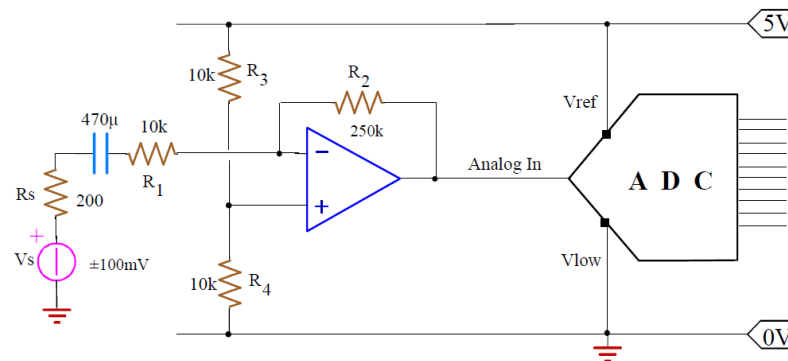 5V
10k
R3
R2
250k
470µ
10k
R1
Vref
Analog In
A D C
Rs
200
+
Vs
±100mV
−
+
10k
R4
Vlow
0V